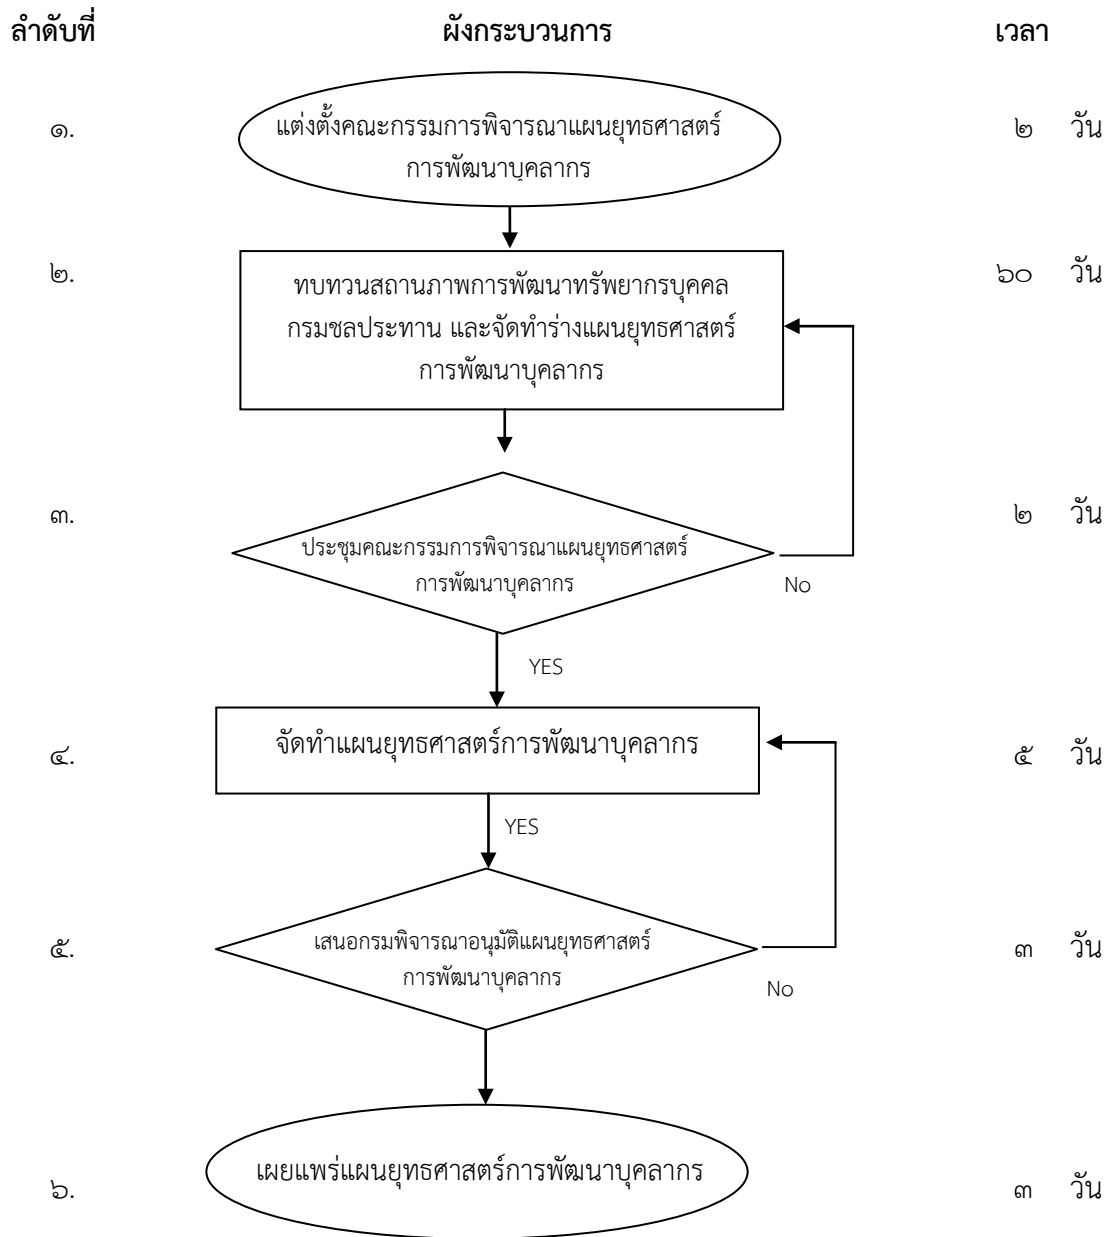 ลำดับที่ ผังกระบวนการ เวลา
๑. แต่งตั้งคณะกรรมการพิจารณาแผนยุทธศาสตร์ ๒ วัน
การพัฒนาบุคลากร
๒. ทบทวนสถานภาพการพัฒนาทรัพยากรบุคคล ๖๐ วัน
กรมชลประทาน และจัดทำร่างแผนยุทธศาสตร์
การพัฒนาบุคลากร
๓. ประชุมคณะกรรมการพิจารณาแผนยุทธศาสตร์ ๒ วัน
การพัฒนาบุคลากร
No
YES
๔. จัดทำแผนยุทธศาสตร์การพัฒนาบุคลากร ๕ วัน
YES
๕. เสนอกรมพิจารณาอนุมัติแผนยุทธศาสตร์ ๓ วัน
การพัฒนาบุคลากร
No
๖. เผยแพร่แผนยุทธศาสตร์การพัฒนาบุคลากร ๓ วัน